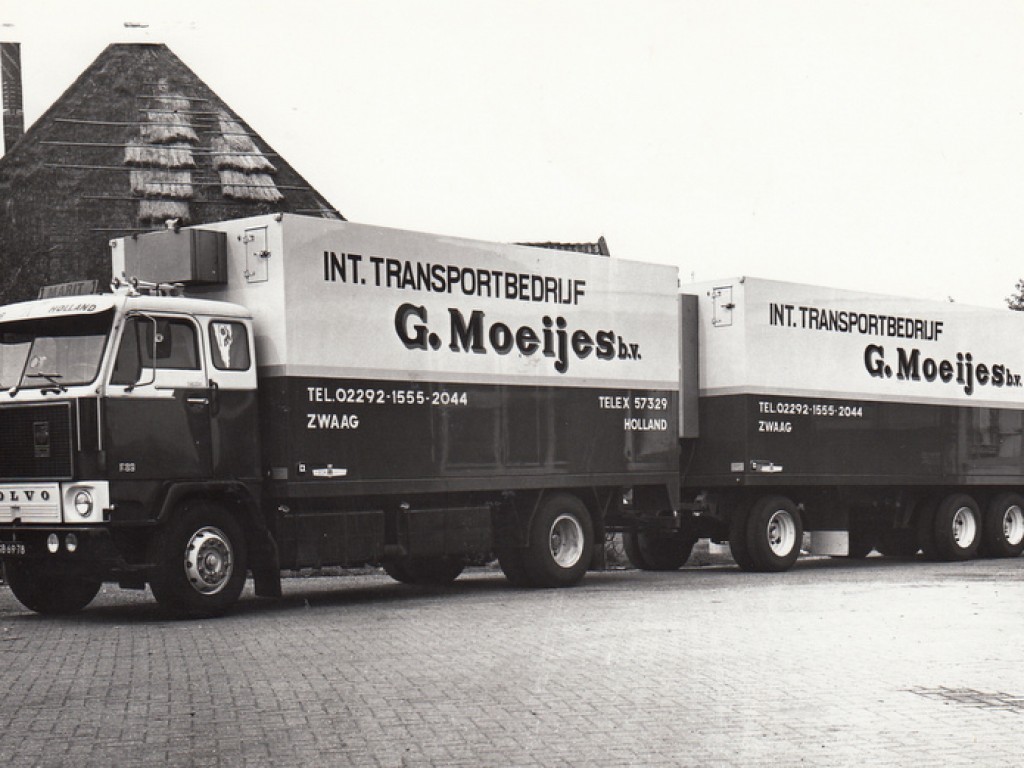 HOLLAND
VOLVO
F89
INT. TRANSPORTBEDRIJF
G. Moeijes b.v.
TEL.02292-1555-2044
ZWAAG
TELEX 57329
HOLLAND
INT. TRANSPORTBEDRIJF
G. Moeijes b.v.
TEL.02292-1555-2044
ZWAAG